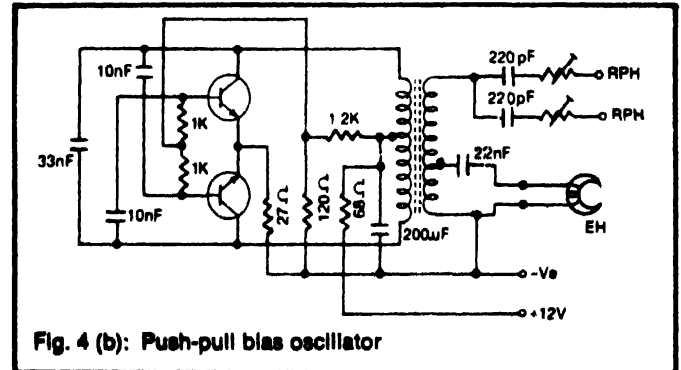 220pF
RPH
10nF
220pF
RPH
1K
1 2K
33nF
1K
22nF
27Ω
120Ω
68Ω
10nF
200uF
EH
-Ve
+12V
Fig. 4 (b): Push-pull bias oscillator